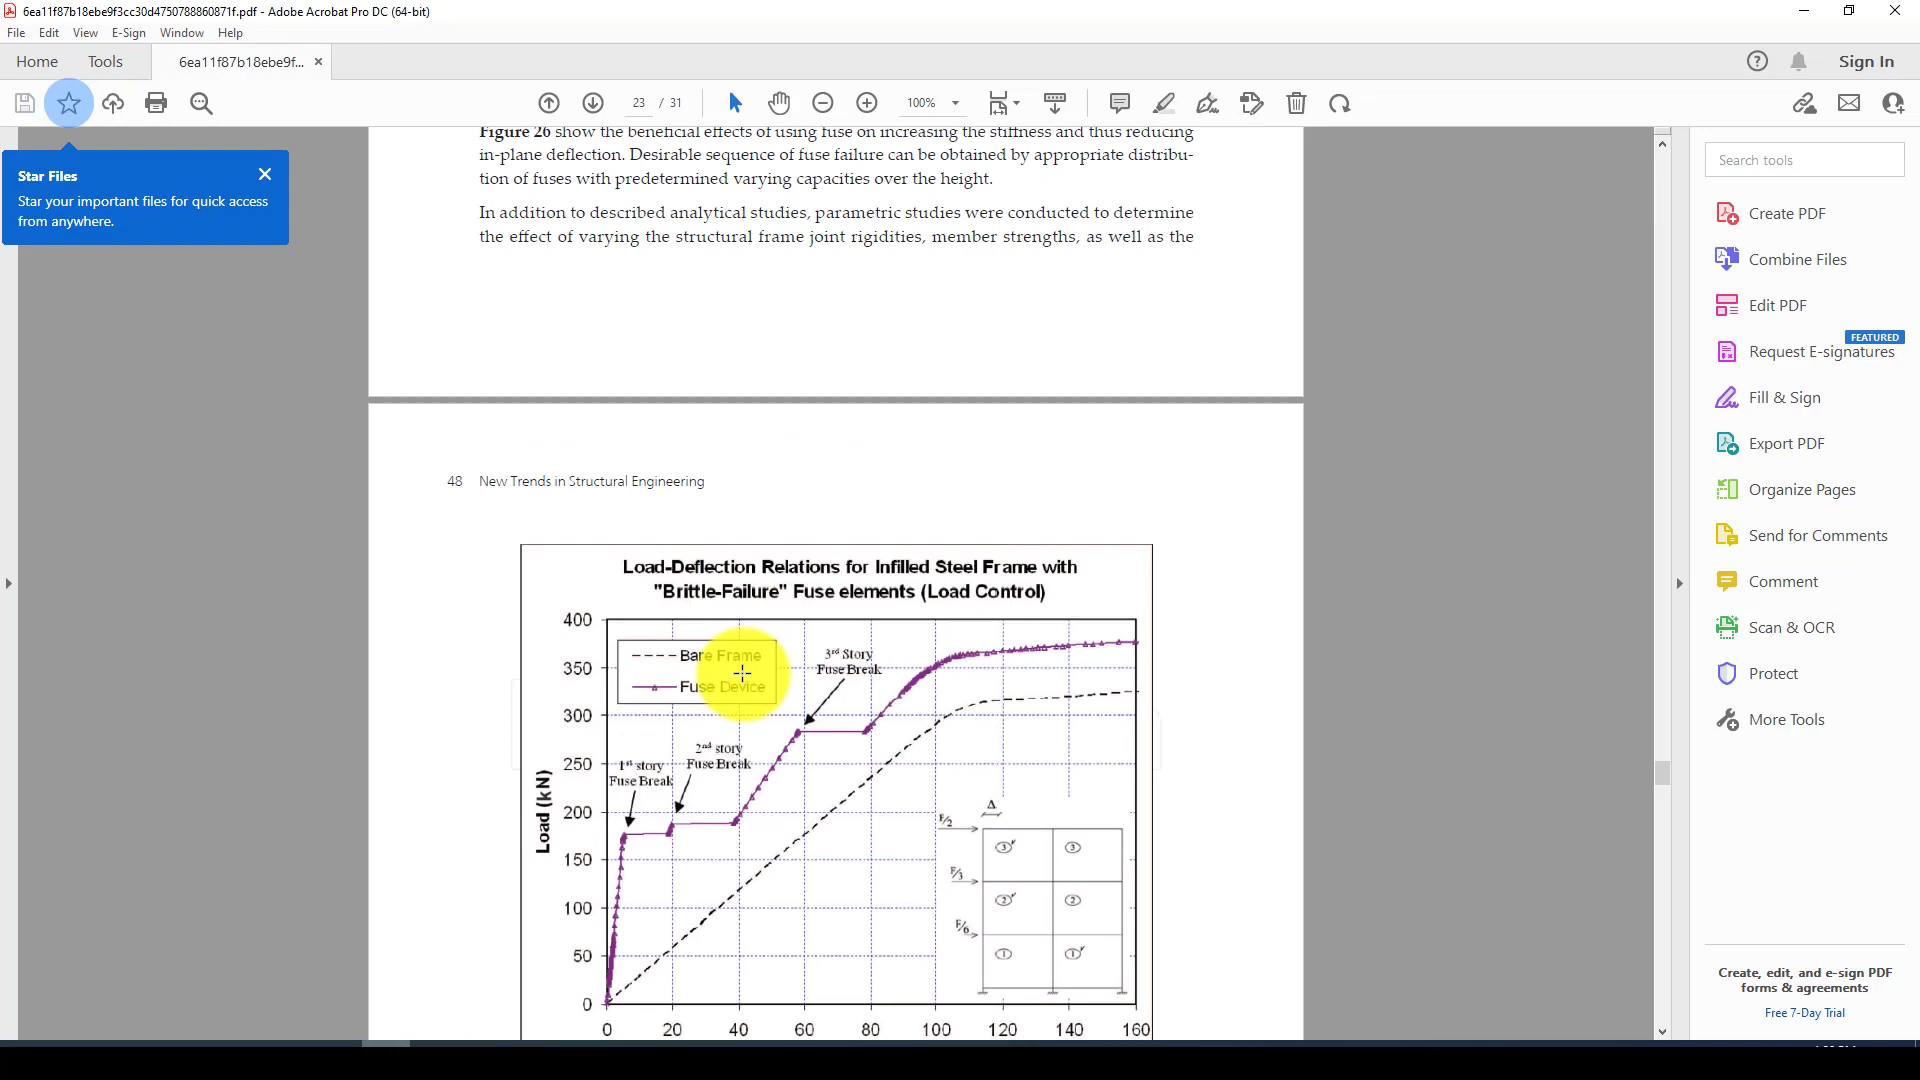 6ea11f87b18ebe9f3cc30d4750788860871f.pdf - Adobe Acrobat Pro DC (64-bit)
File Edit View E-Sign Window Help
Home Tools 6ea11f87b18ebe9f... Sign In
23 / 31 100%
Figure 26 show the beneficial effects of using fuse on increasing the stiffness and thus reducing
in-plane deflection. Desirable sequence of fuse failure can be obtained by appropriate distribu-
tion of fuses with predetermined varying capacities over the height.
In addition to described analytical studies, parametric studies were conducted to determine
the effect of varying the structural frame joint rigidities, member strengths, as well as the
Star Files
Star your important files for quick access
from anywhere.
48 New Trends in Structural Engineering
Load-Deflection Relations for Infilled Steel Frame with
"Brittle-Failure" Fuse elements (Load Control)
400
350
300
250
200
150
100
50
0
Load (kN)
Bare Frame
Fuse Device
3rd Story
Fuse Break
2nd story
Fuse Break
1st story
Fuse Break
Δ
F/2
F/3
F/6
3 3
2 2
1 1
0 20 40 60 80 100 120 140 160
Search tools
Create PDF
Combine Files
Edit PDF
FEATURED
Request E-signatures
Fill & Sign
Export PDF
Organize Pages
Send for Comments
Comment
Scan & OCR
Protect
More Tools
Create, edit, and e-sign PDF
forms & agreements
Free 7-Day Trial